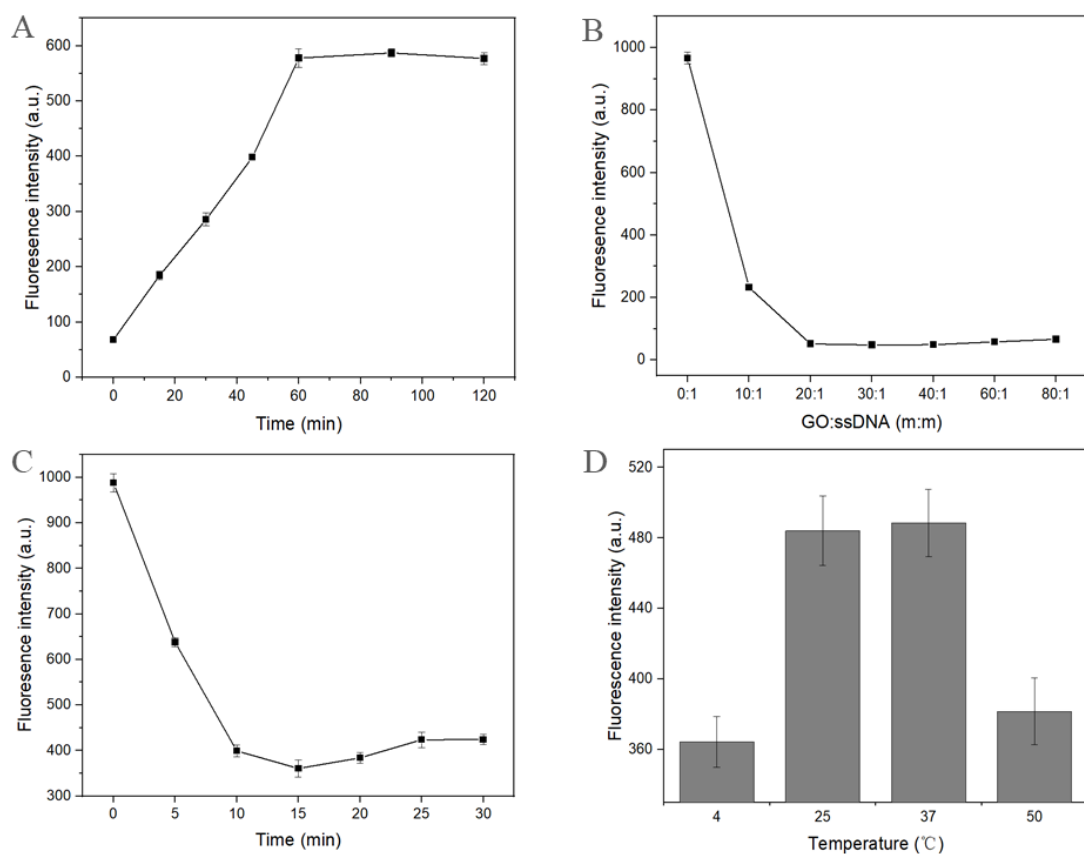 A
Fluoresence intensity (a.u.)
600
500
400
300
200
100
0
0 20 40 60 80 100 120
Time (min)
B
Fluoresence intensity (a.u.)
1000
800
600
400
200
0
0:1 10:1 20:1 30:1 40:1 60:1 80:1
GO:ssDNA (m:m)
C
Fluoresence intensity (a.u.)
1000
900
800
700
600
500
400
300
0 5 10 15 20 25 30
Time (min)
D
Fluorescence intensity (a.u.)
520
480
440
400
360
4 25 37 50
Temperature (℃)